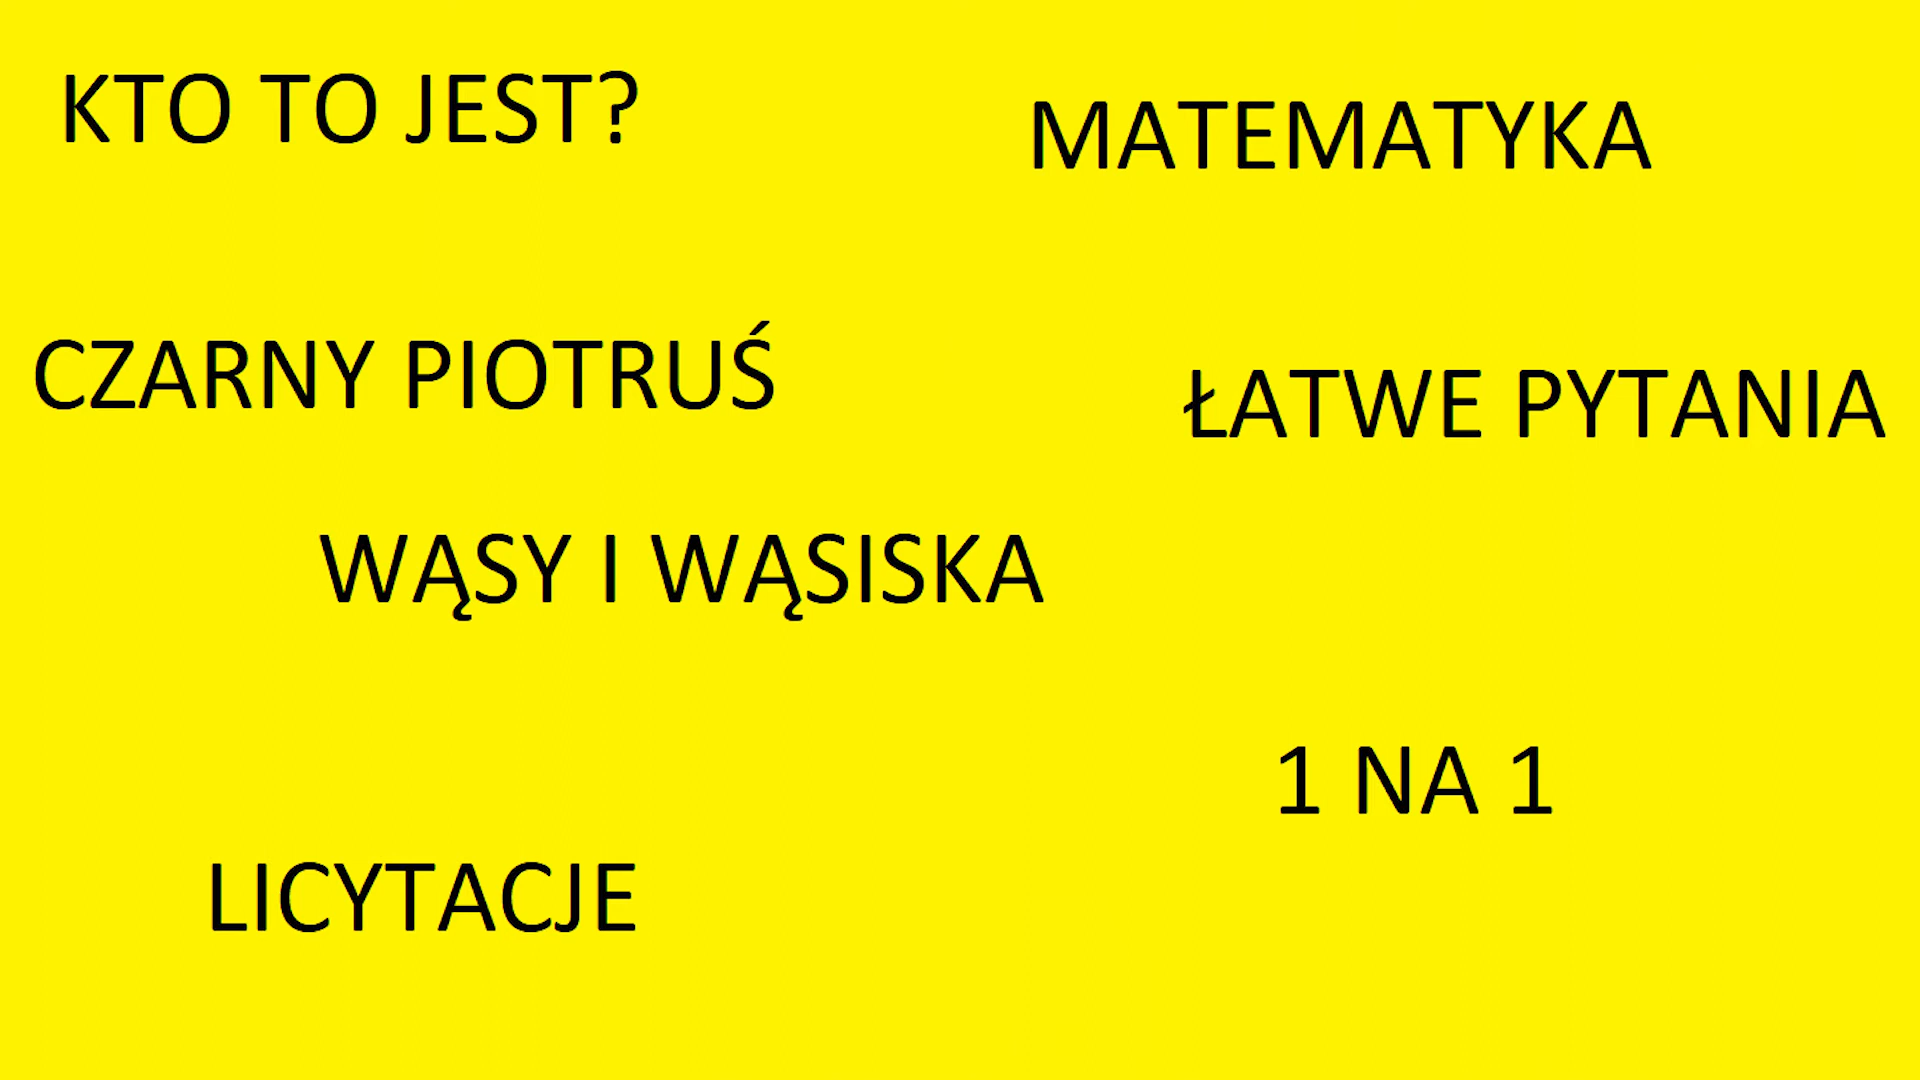 KTO TO JEST?
MATEMATYKA
CZARNY PIOTRUŚ
ŁATWE PYTANIA
WĄSY I WĄSISKA
1 NA 1
LICYTACJE